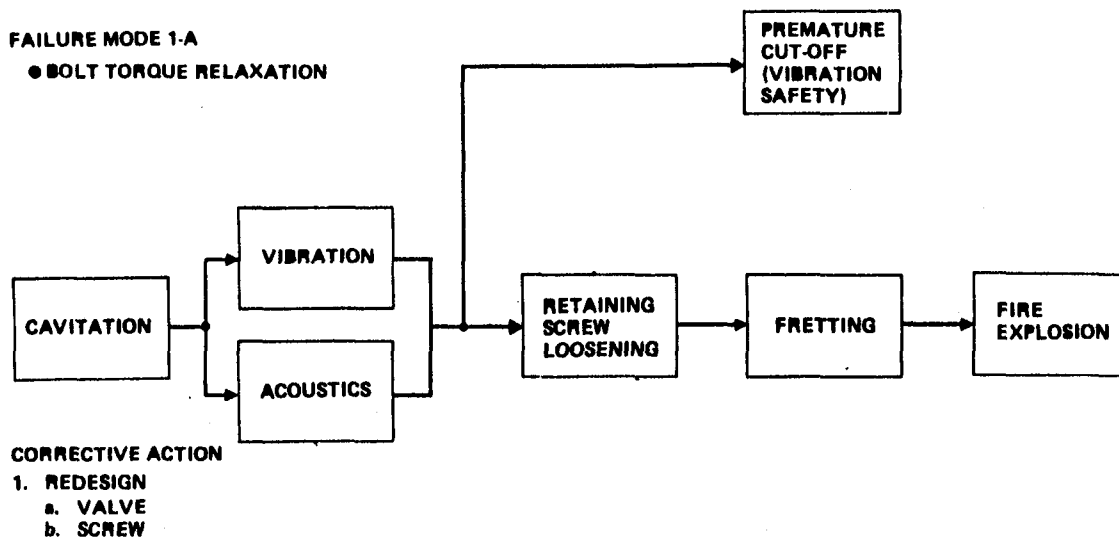 FAILURE MODE 1-A
● BOLT TORQUE RELAXATION
PREMATURE
CUT-OFF
(VIBRATION
SAFETY)
VIBRATION
CAVITATION
ACOUSTICS
RETAINING
SCREW
LOOSENING
FRETTING
FIRE
EXPLOSION
CORRECTIVE ACTION
1. REDESIGN
a. VALVE
b. SCREW